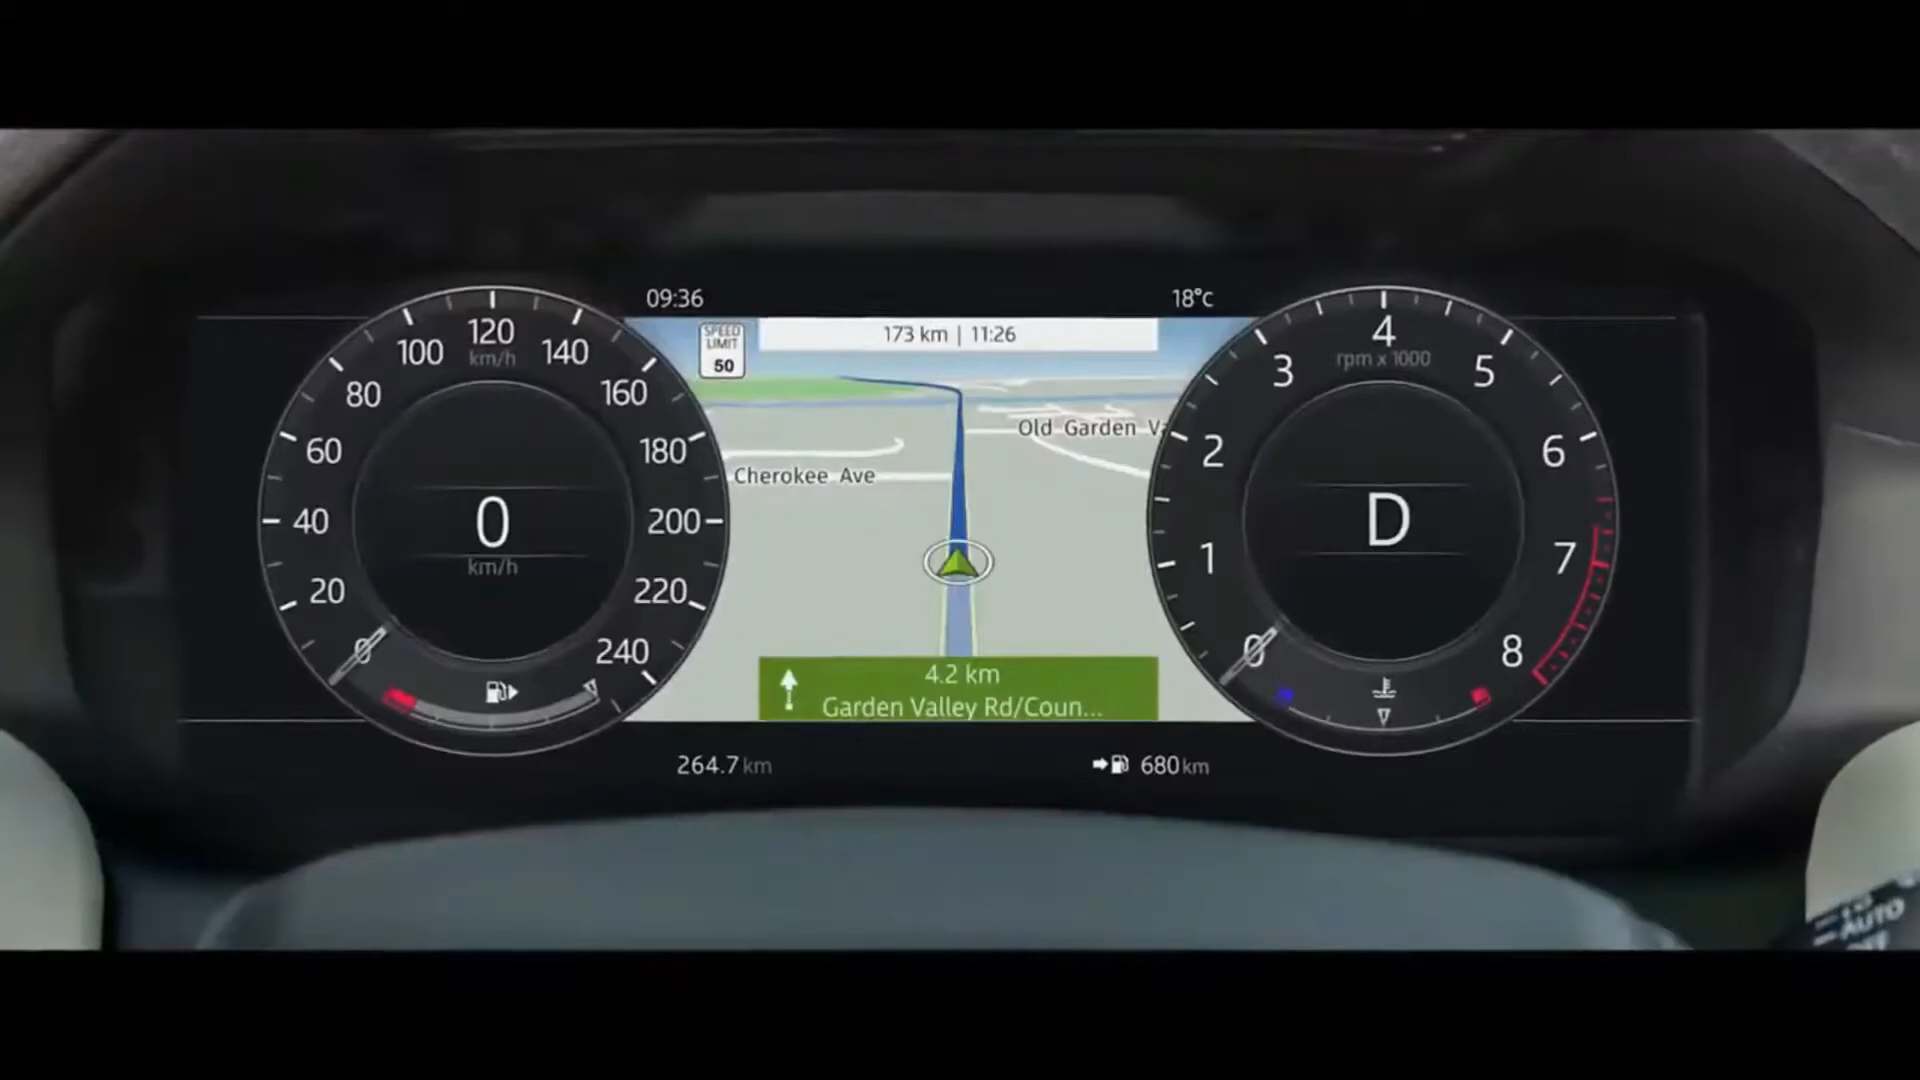 09:36
18°c
SPEED
LIMIT
50
173 km | 11:26
0
20
40
60
80
100
120
140
160
180
200
220
240
km/h
0
km/h
Old Garden
Cherokee Ave
4.2 km
Garden Valley Rd/Coun...
0
1
2
3
4
5
6
7
8
rpm x 1000
D
264.7 km
680 km
AUTO